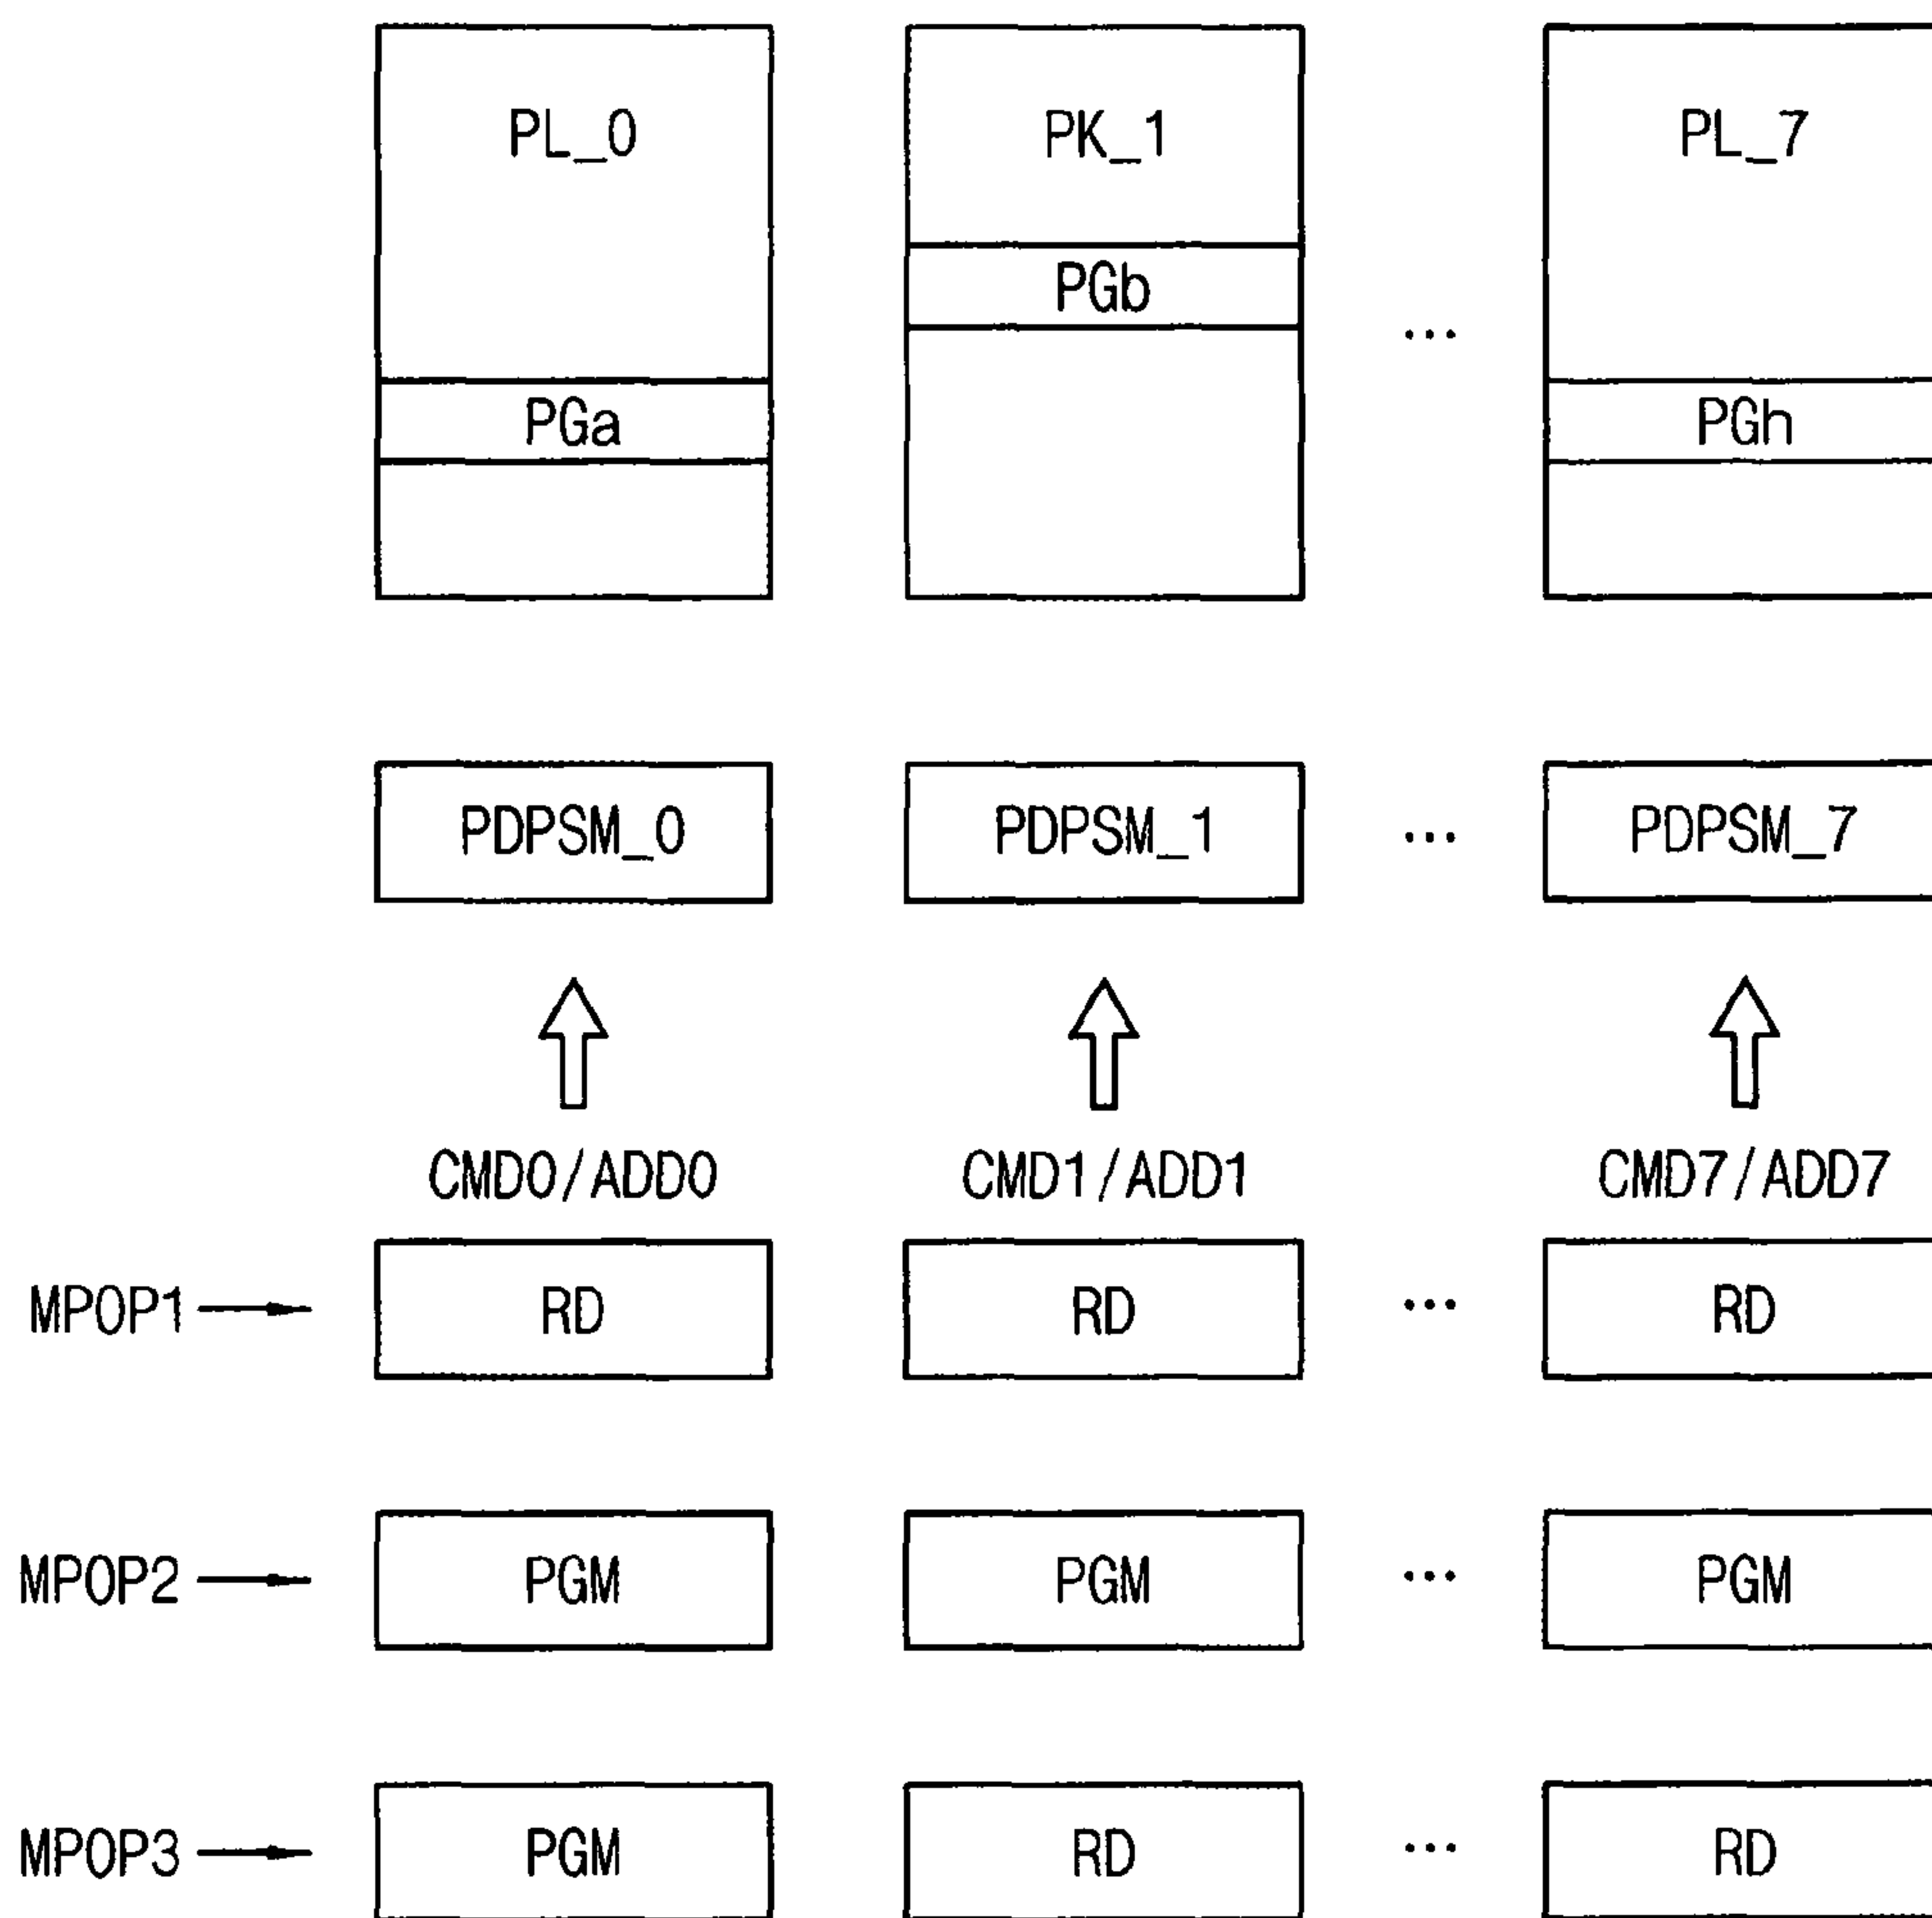 PL_0 PK_1 PL_7
PGb
...
PGa PGh
PDPSM_0 PDPSM_1 ... PDPSM_7
CMD0/ADD0 CMD1/ADD1 CMD7/ADD7
MPOP1 RD RD ... RD
MPOP2 PGM PGM ... PGM
MPOP3 PGM RD ... RD